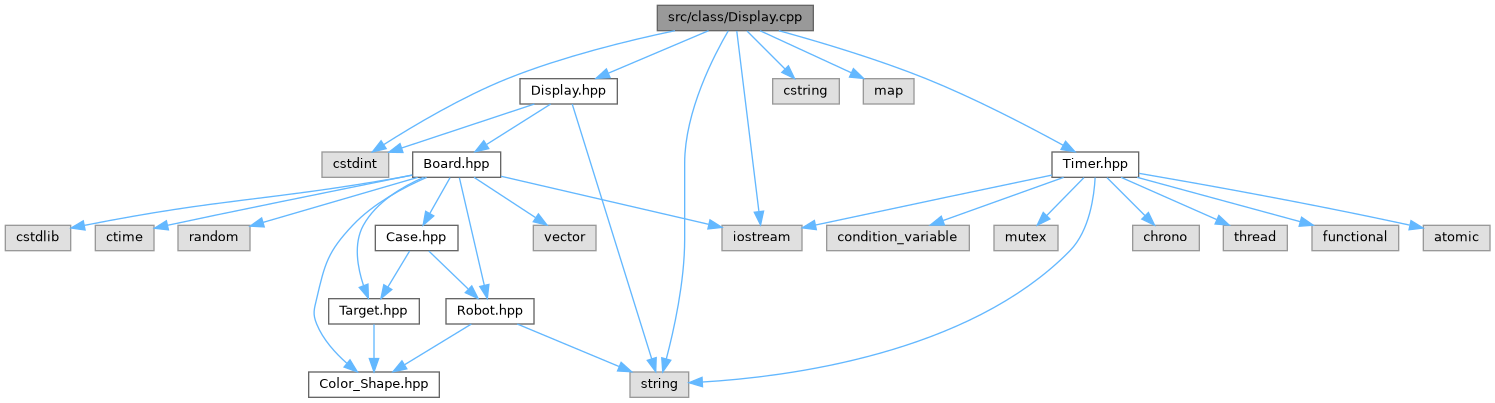 src/class/Display.cpp
Display.hpp
cstring
map
cstdint
Board.hpp
Timer.hpp
cstdlib
ctime
random
Case.hpp
vector
iostream
condition_variable
mutex
chrono
thread
functional
atomic
Target.hpp
Robot.hpp
Color_Shape.hpp
string